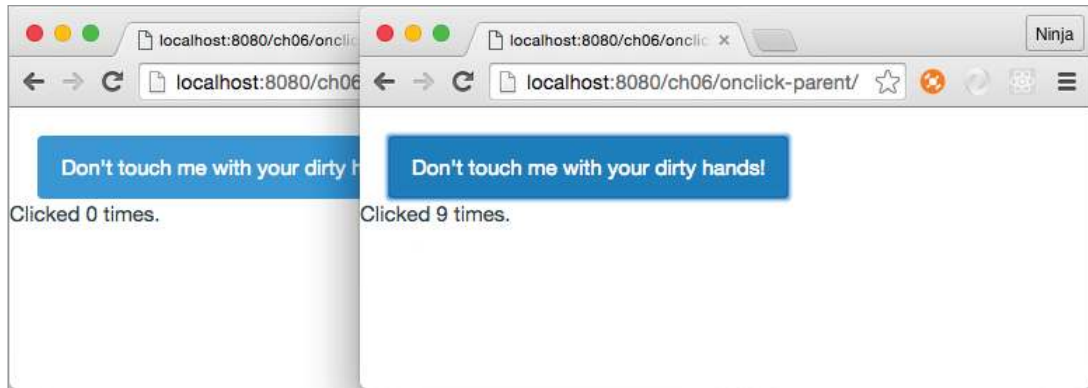 localhost:8080/ch06/onclic
localhost:8080/ch06/onclic
Ninja
localhost:8080/ch06
localhost:8080/ch06/onclick-parent/
Don't touch me with your dirty h
Don't touch me with your dirty hands!
Clicked 0 times.
Clicked 9 times.